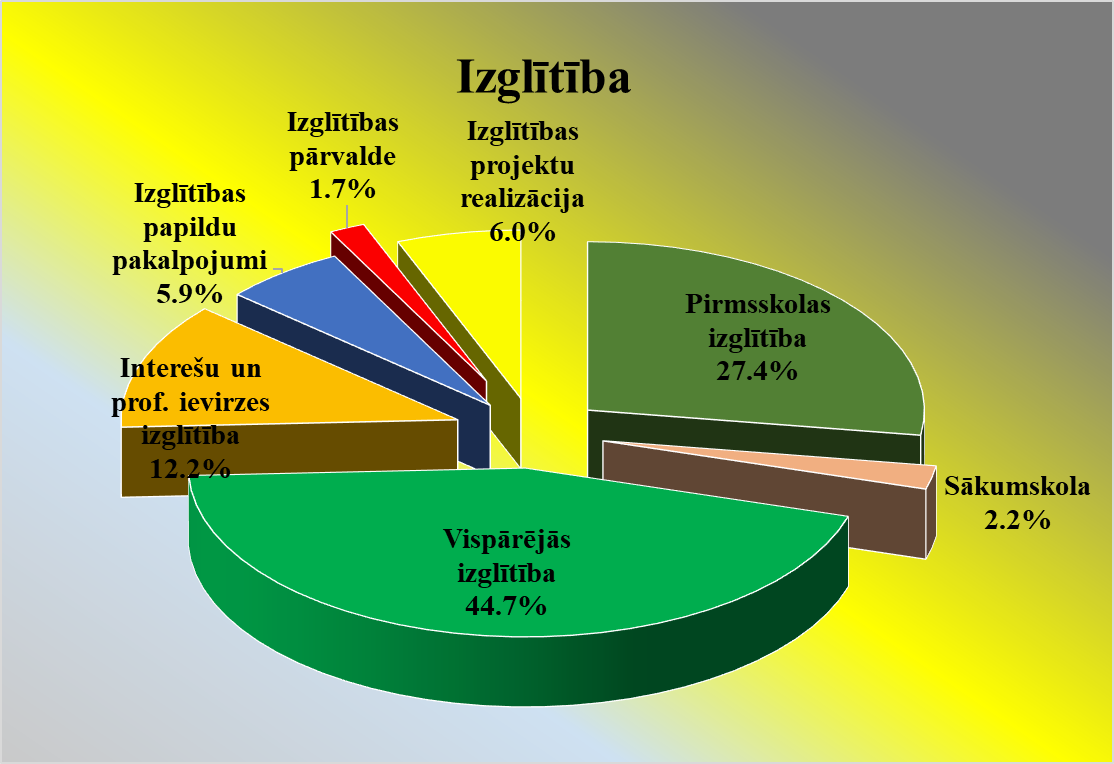 Izglītība
Izglītības
pārvalde
1.7%
Izglītības
projektu
realizācija
6.0%
Izglītības
papildu
pakalpojumi
5.9%
Pirmsskolas
izglītība
27.4%
Interešu un
prof. ievirzes
izglītība
12.2%
Sākumskola
2.2%
Vispārējās
izglītība
44.7%